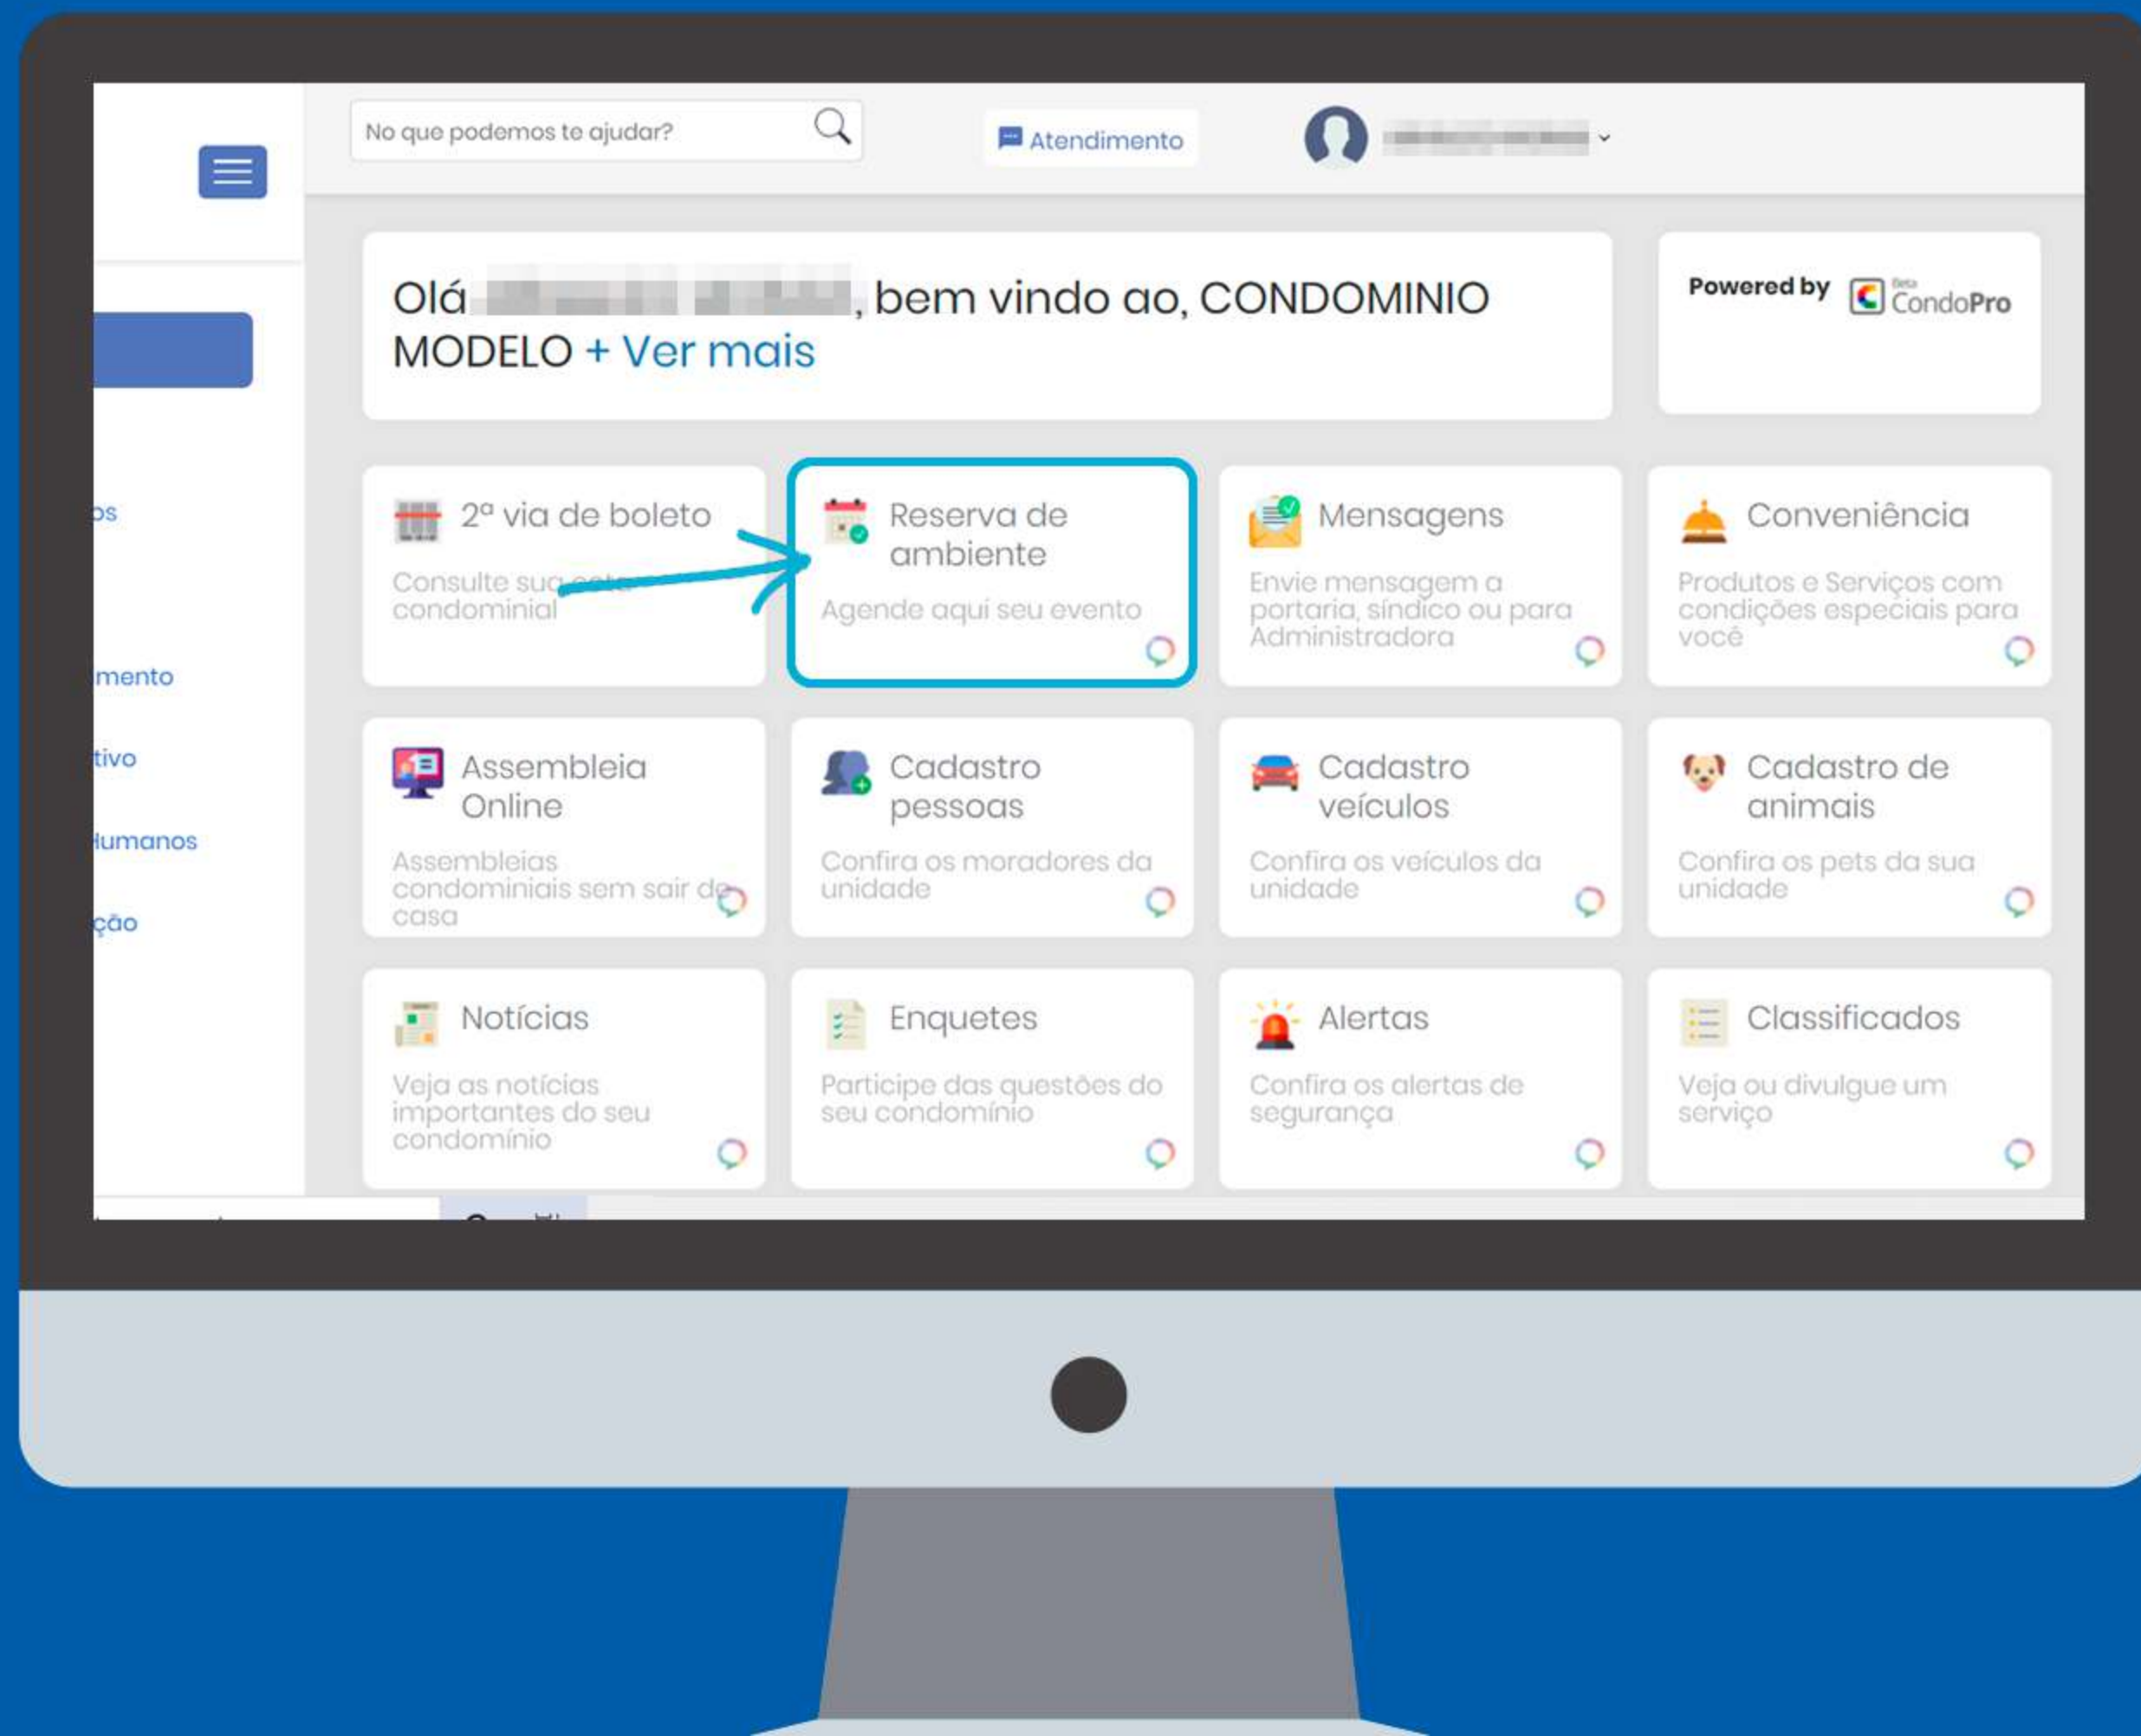 No que podemos te ajudar?
Atendimento
Olá , bem vindo ao, CONDOMINIO
MODELO + Ver mais
Powered by Beta CondoPro
os
mento
tivo
Humanos
ção
2ª via de boleto
Consulte sua cota
condominial
Reserva de
ambiente
Agende aqui seu evento
Mensagens
Envie mensagem a
portaria, síndico ou para
Administradora
Conveniência
Produtos e Serviços com
condições especiais para
você
Assembleia
Online
Assembleias
condominiais sem sair de
casa
Cadastro
pessoas
Confira os moradores da
unidade
Cadastro
veículos
Confira os veículos da
unidade
Cadastro de
animais
Confira os pets da sua
unidade
Notícias
Veja as notícias
importantes do seu
condomínio
Enquetes
Participe das questões do
seu condomínio
Alertas
Confira os alertas de
segurança
Classificados
Veja ou divulgue um
serviço